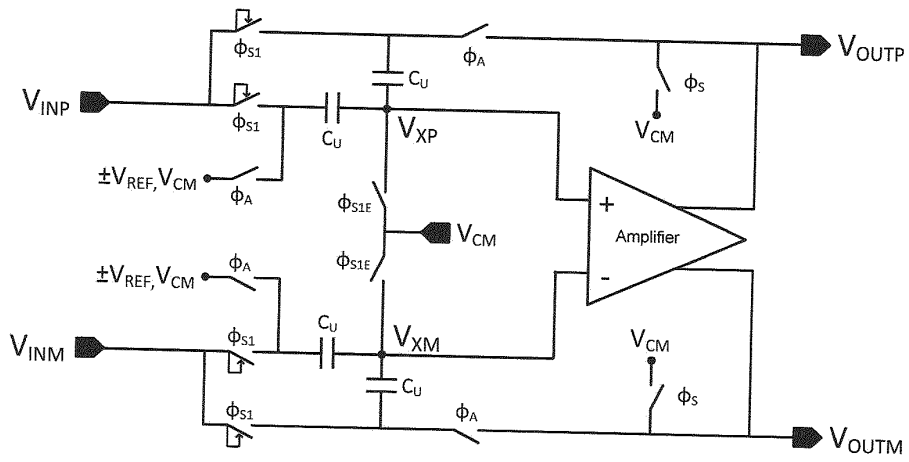 ϕS1
ϕA
VOUTP
CU
ϕS
VINP
ϕS1
CU
VXP
VCM
±VREF,VCM
ϕA
ϕS1E
VCM
+
Amplifier
-
ϕS1E
±VREF,VCM
ϕA
CU
VXM
VINM
ϕS1
VCM
CU
ϕS1
ϕA
ϕS
VOUTM